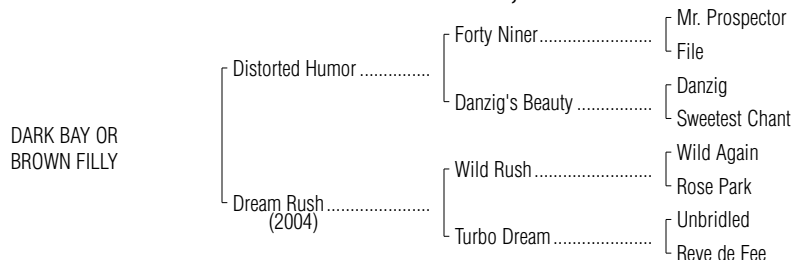 Mr. Prospector
Forty Niner
File
Distorted Humor
Danzig
Danzig's Beauty
Sweetest Chant
DARK BAY OR
BROWN FILLY
Wild Again
Wild Rush
Rose Park
Dream Rush
(2004)
Unbridled
Turbo Dream
Reve de Fee